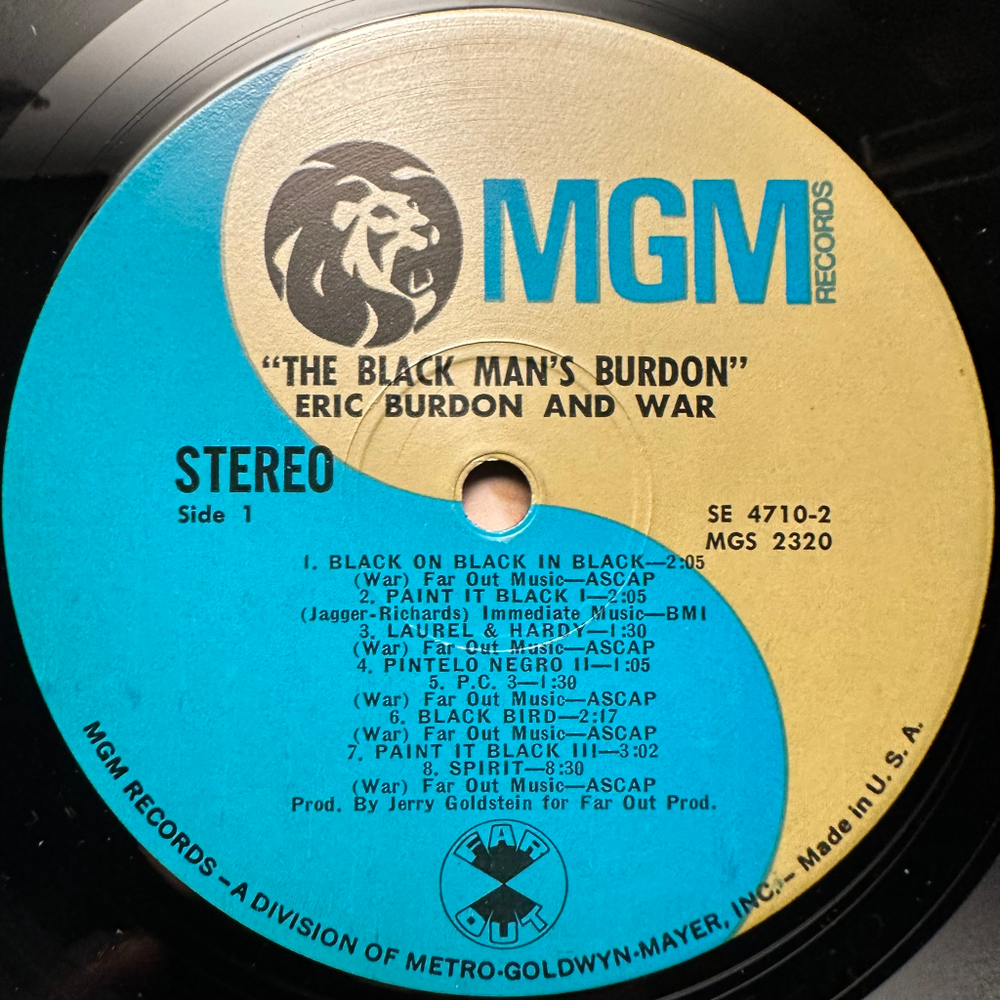 MGM
RECORDS
“THE BLACK MAN’S BURDON”
ERIC BURDON AND WAR
STEREO
Side 1
SE 4710-2
MGS 2320
1. BLACK ON BLACK IN BLACK—2:05
(War) Far Out Music—ASCAP
2. PAINT IT BLACK I—2:05
(Jagger-Richards) Immediate Music—BMI
3. LAUREL & HARDY—1:30
(War) Far Out Music—ASCAP
4. PINTELO NEGRO II—1:05
5. P.C. 3—1:30
(War) Far Out Music—ASCAP
6. BLACK BIRD—2:17
(War) Far Out Music—ASCAP
7. PAINT IT BLACK III—3:02
8. SPIRIT—8:30
(War) Far Out Music—ASCAP
Prod. By Jerry Goldstein for Far Out Prod.
FAR
OUT
MGM RECORDS – A DIVISION OF METRO-GOLDWYN-MAYER, INC. – Made in U. S. A.